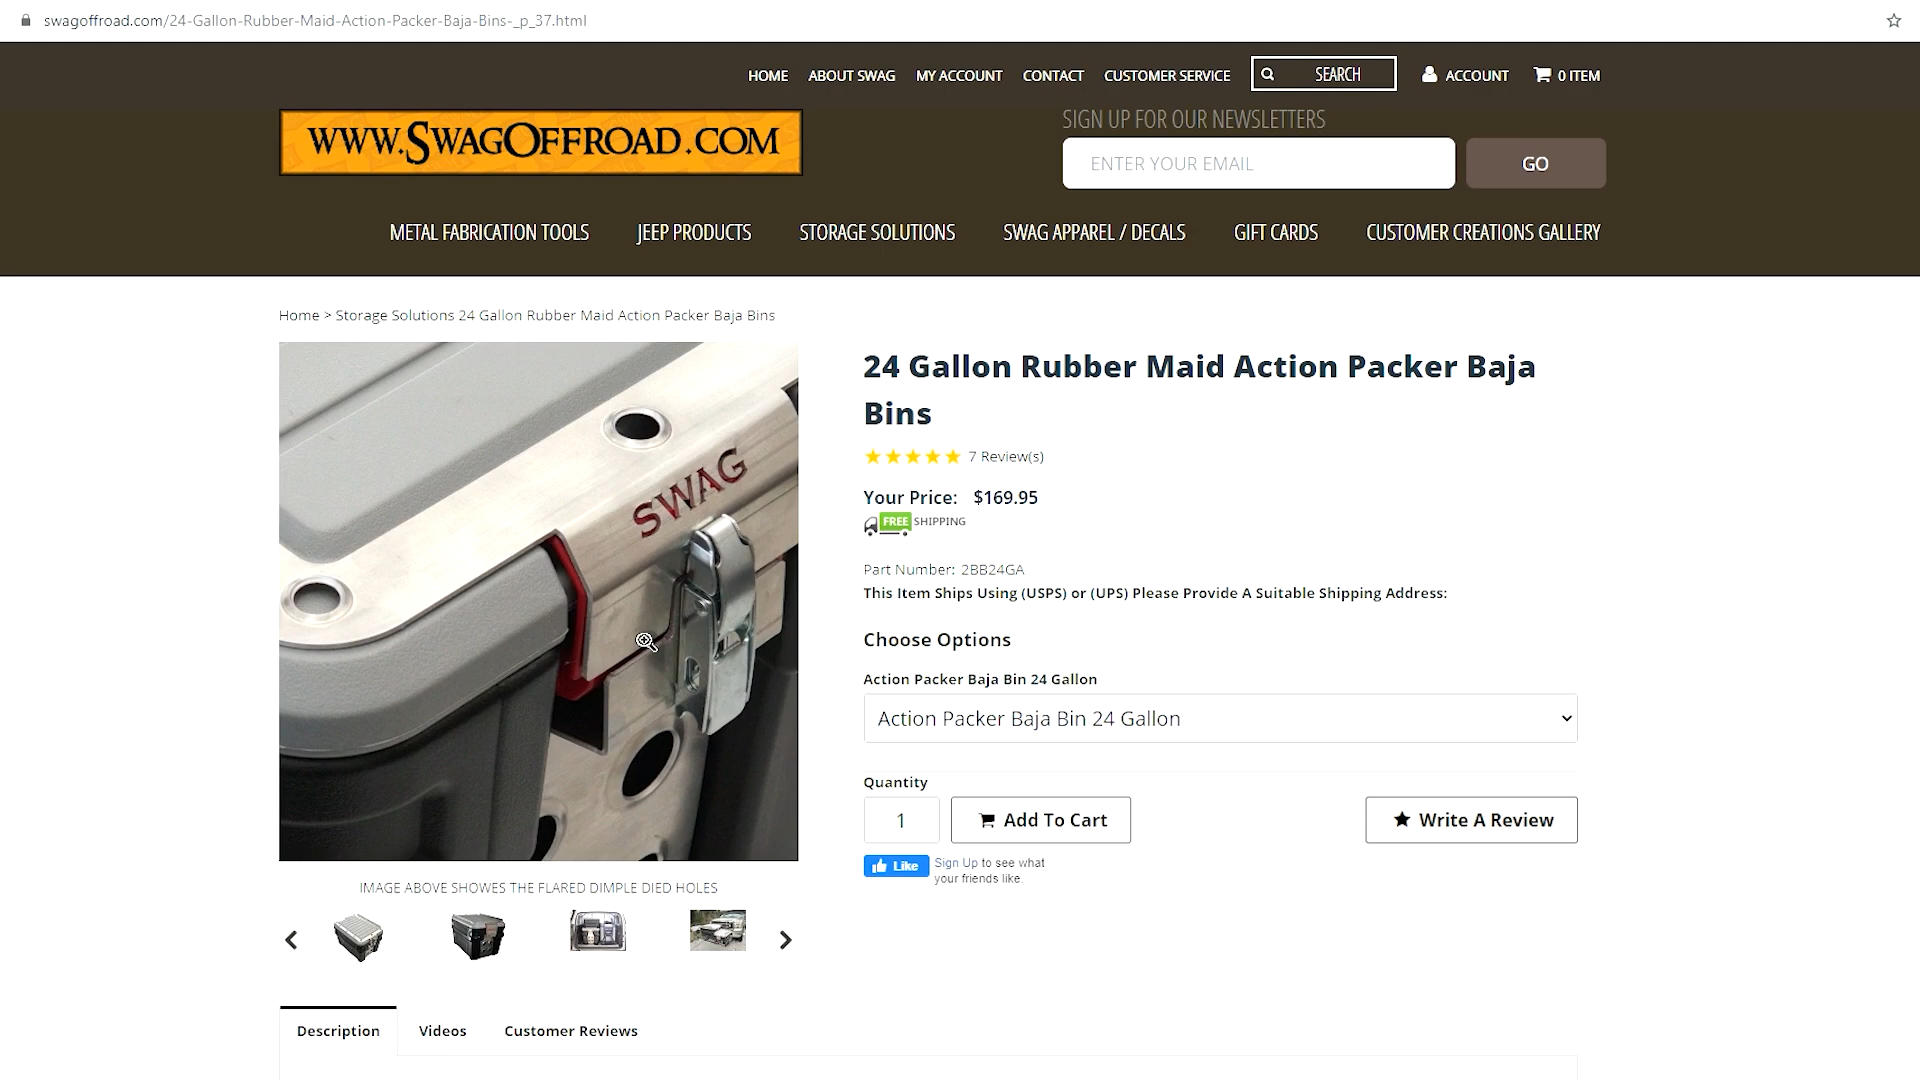 swagoffroad.com/24-Gallon-Rubber-Maid-Action-Packer-Baja-Bins-_p_37.html
HOME ABOUT SWAG MY ACCOUNT CONTACT CUSTOMER SERVICE SEARCH ACCOUNT 0 ITEM
WWW.SWAGOFFROAD.COM
SIGN UP FOR OUR NEWSLETTERS
ENTER YOUR EMAIL GO
METAL FABRICATION TOOLS JEEP PRODUCTS STORAGE SOLUTIONS SWAG APPAREL / DECALS GIFT CARDS CUSTOMER CREATIONS GALLERY
Home > Storage Solutions 24 Gallon Rubber Maid Action Packer Baja Bins
SWAG
24 Gallon Rubber Maid Action Packer Baja
Bins
7 Review(s)
Your Price: $169.95
FREE SHIPPING
Part Number: 2BB24GA
This Item Ships Using (USPS) or (UPS) Please Provide A Suitable Shipping Address:
Choose Options
Action Packer Baja Bin 24 Gallon
Action Packer Baja Bin 24 Gallon
Quantity
1 Add To Cart Write A Review
Like Sign Up to see what
your friends like.
IMAGE ABOVE SHOWES THE FLARED DIMPLE DIED HOLES
Description Videos Customer Reviews